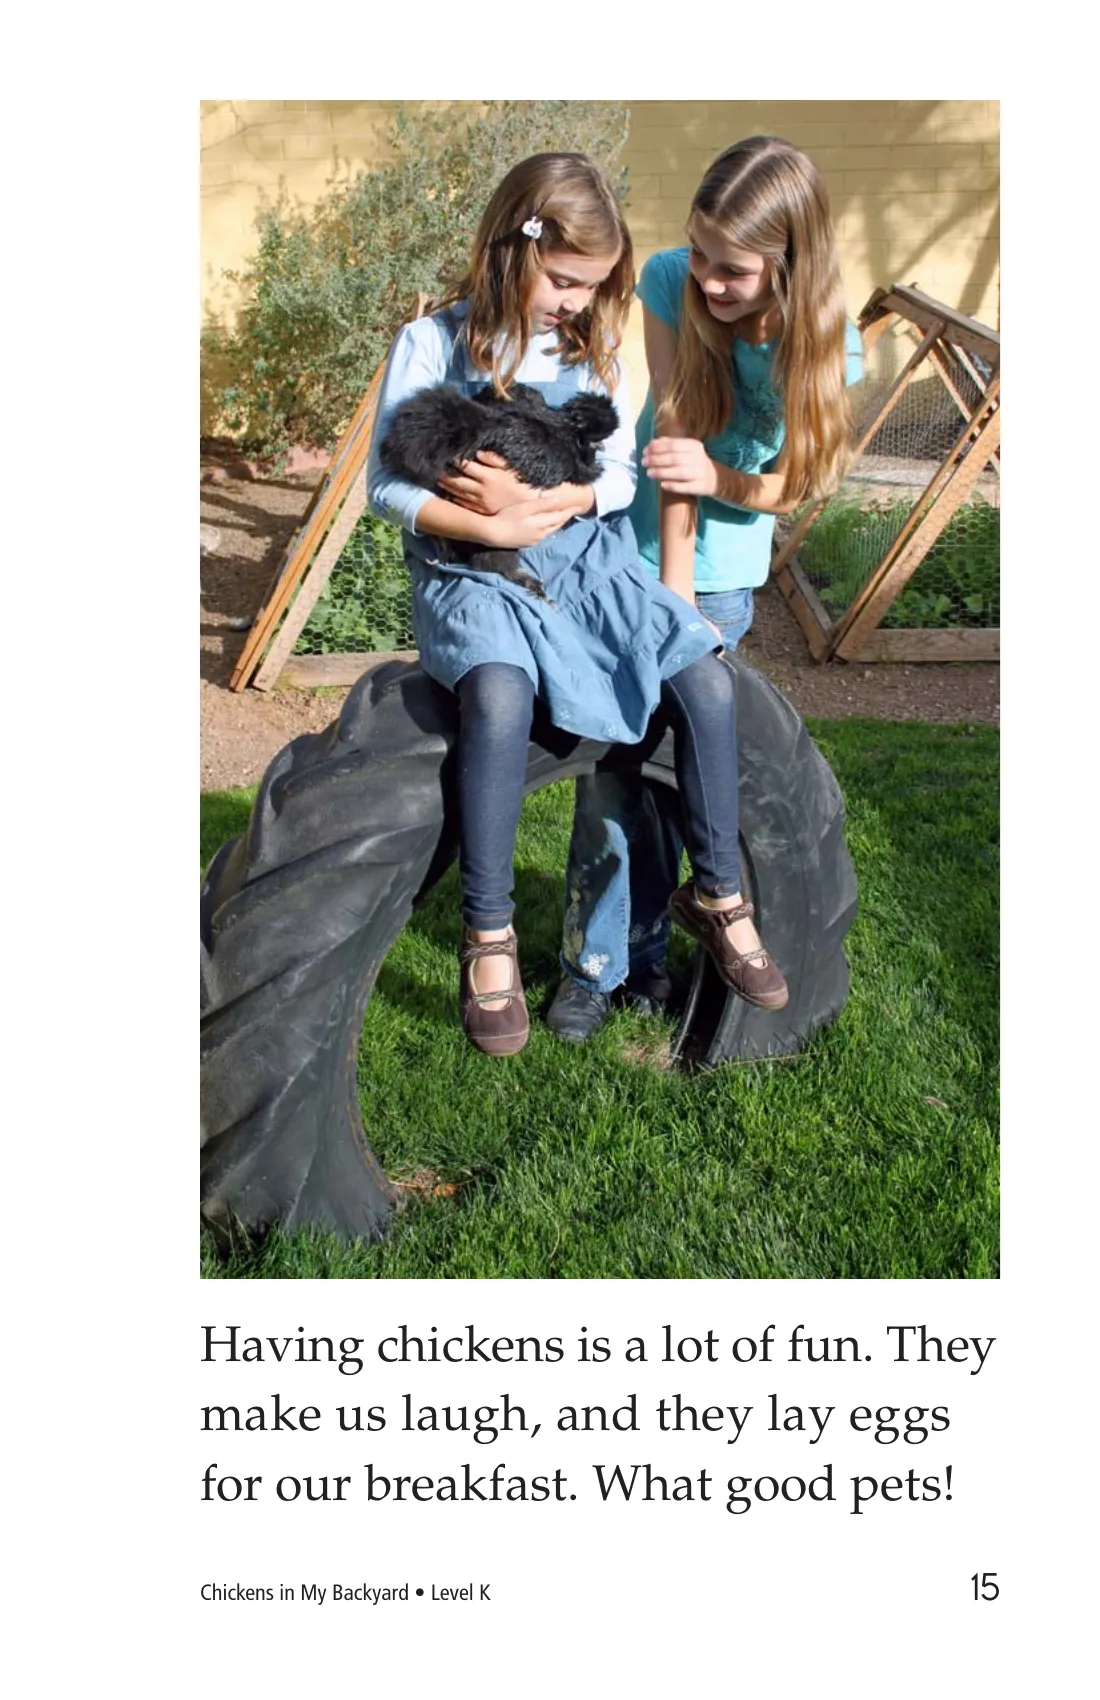 Having chickens is a lot of fun. They
make us laugh, and they lay eggs
for our breakfast. What good pets!
Chickens in My Backyard • Level K
15